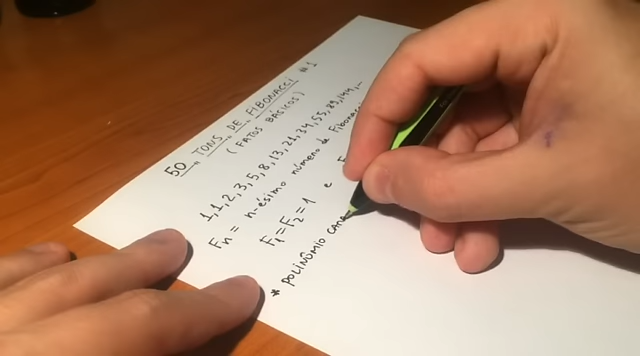 50 TONS DE FIBONACCI #1
(FATOS BÁSICOS)
1,1,2,3,5,8,13,21,34,55,89,144,...
Fn = n-ésimo número de Fibonacci
F1=F2=1 e F
* POLINÔMIO CARA